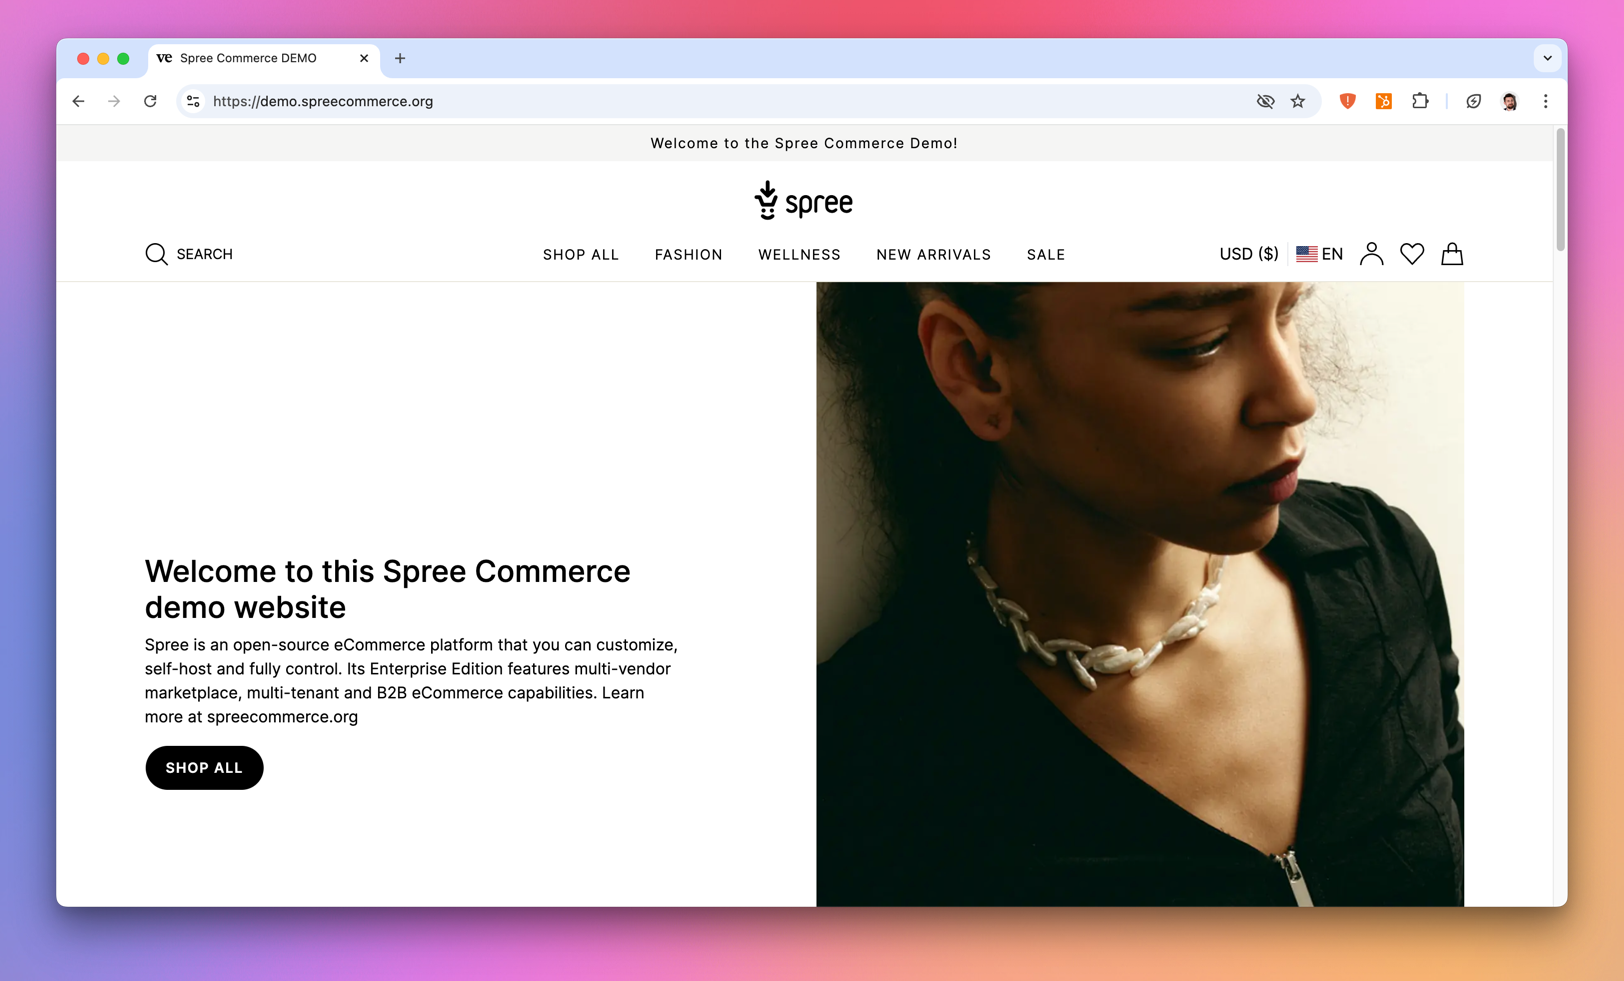 ve Spree Commerce DEMO
https://demo.spreecommerce.org
Welcome to the Spree Commerce Demo!
spree
SEARCH
SHOP ALL FASHION WELLNESS NEW ARRIVALS SALE
USD ($) EN
Welcome to this Spree Commerce
demo website
Spree is an open-source eCommerce platform that you can customize,
self-host and fully control. Its Enterprise Edition features multi-vendor
marketplace, multi-tenant and B2B eCommerce capabilities. Learn
more at spreecommerce.org
SHOP ALL